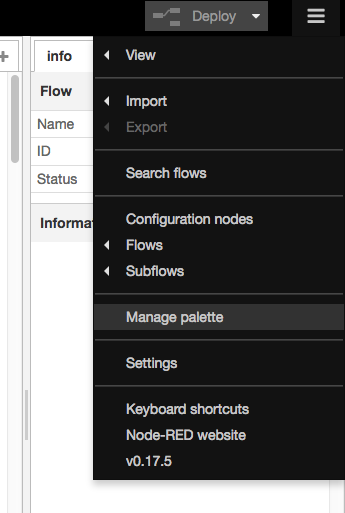 Deploy
info
Flow
Name
ID
Status
View
Import
Export
Search flows
Configuration nodes
Flows
Subflows
Manage palette
Settings
Keyboard shortcuts
Node-RED website
v0.17.5
Informat